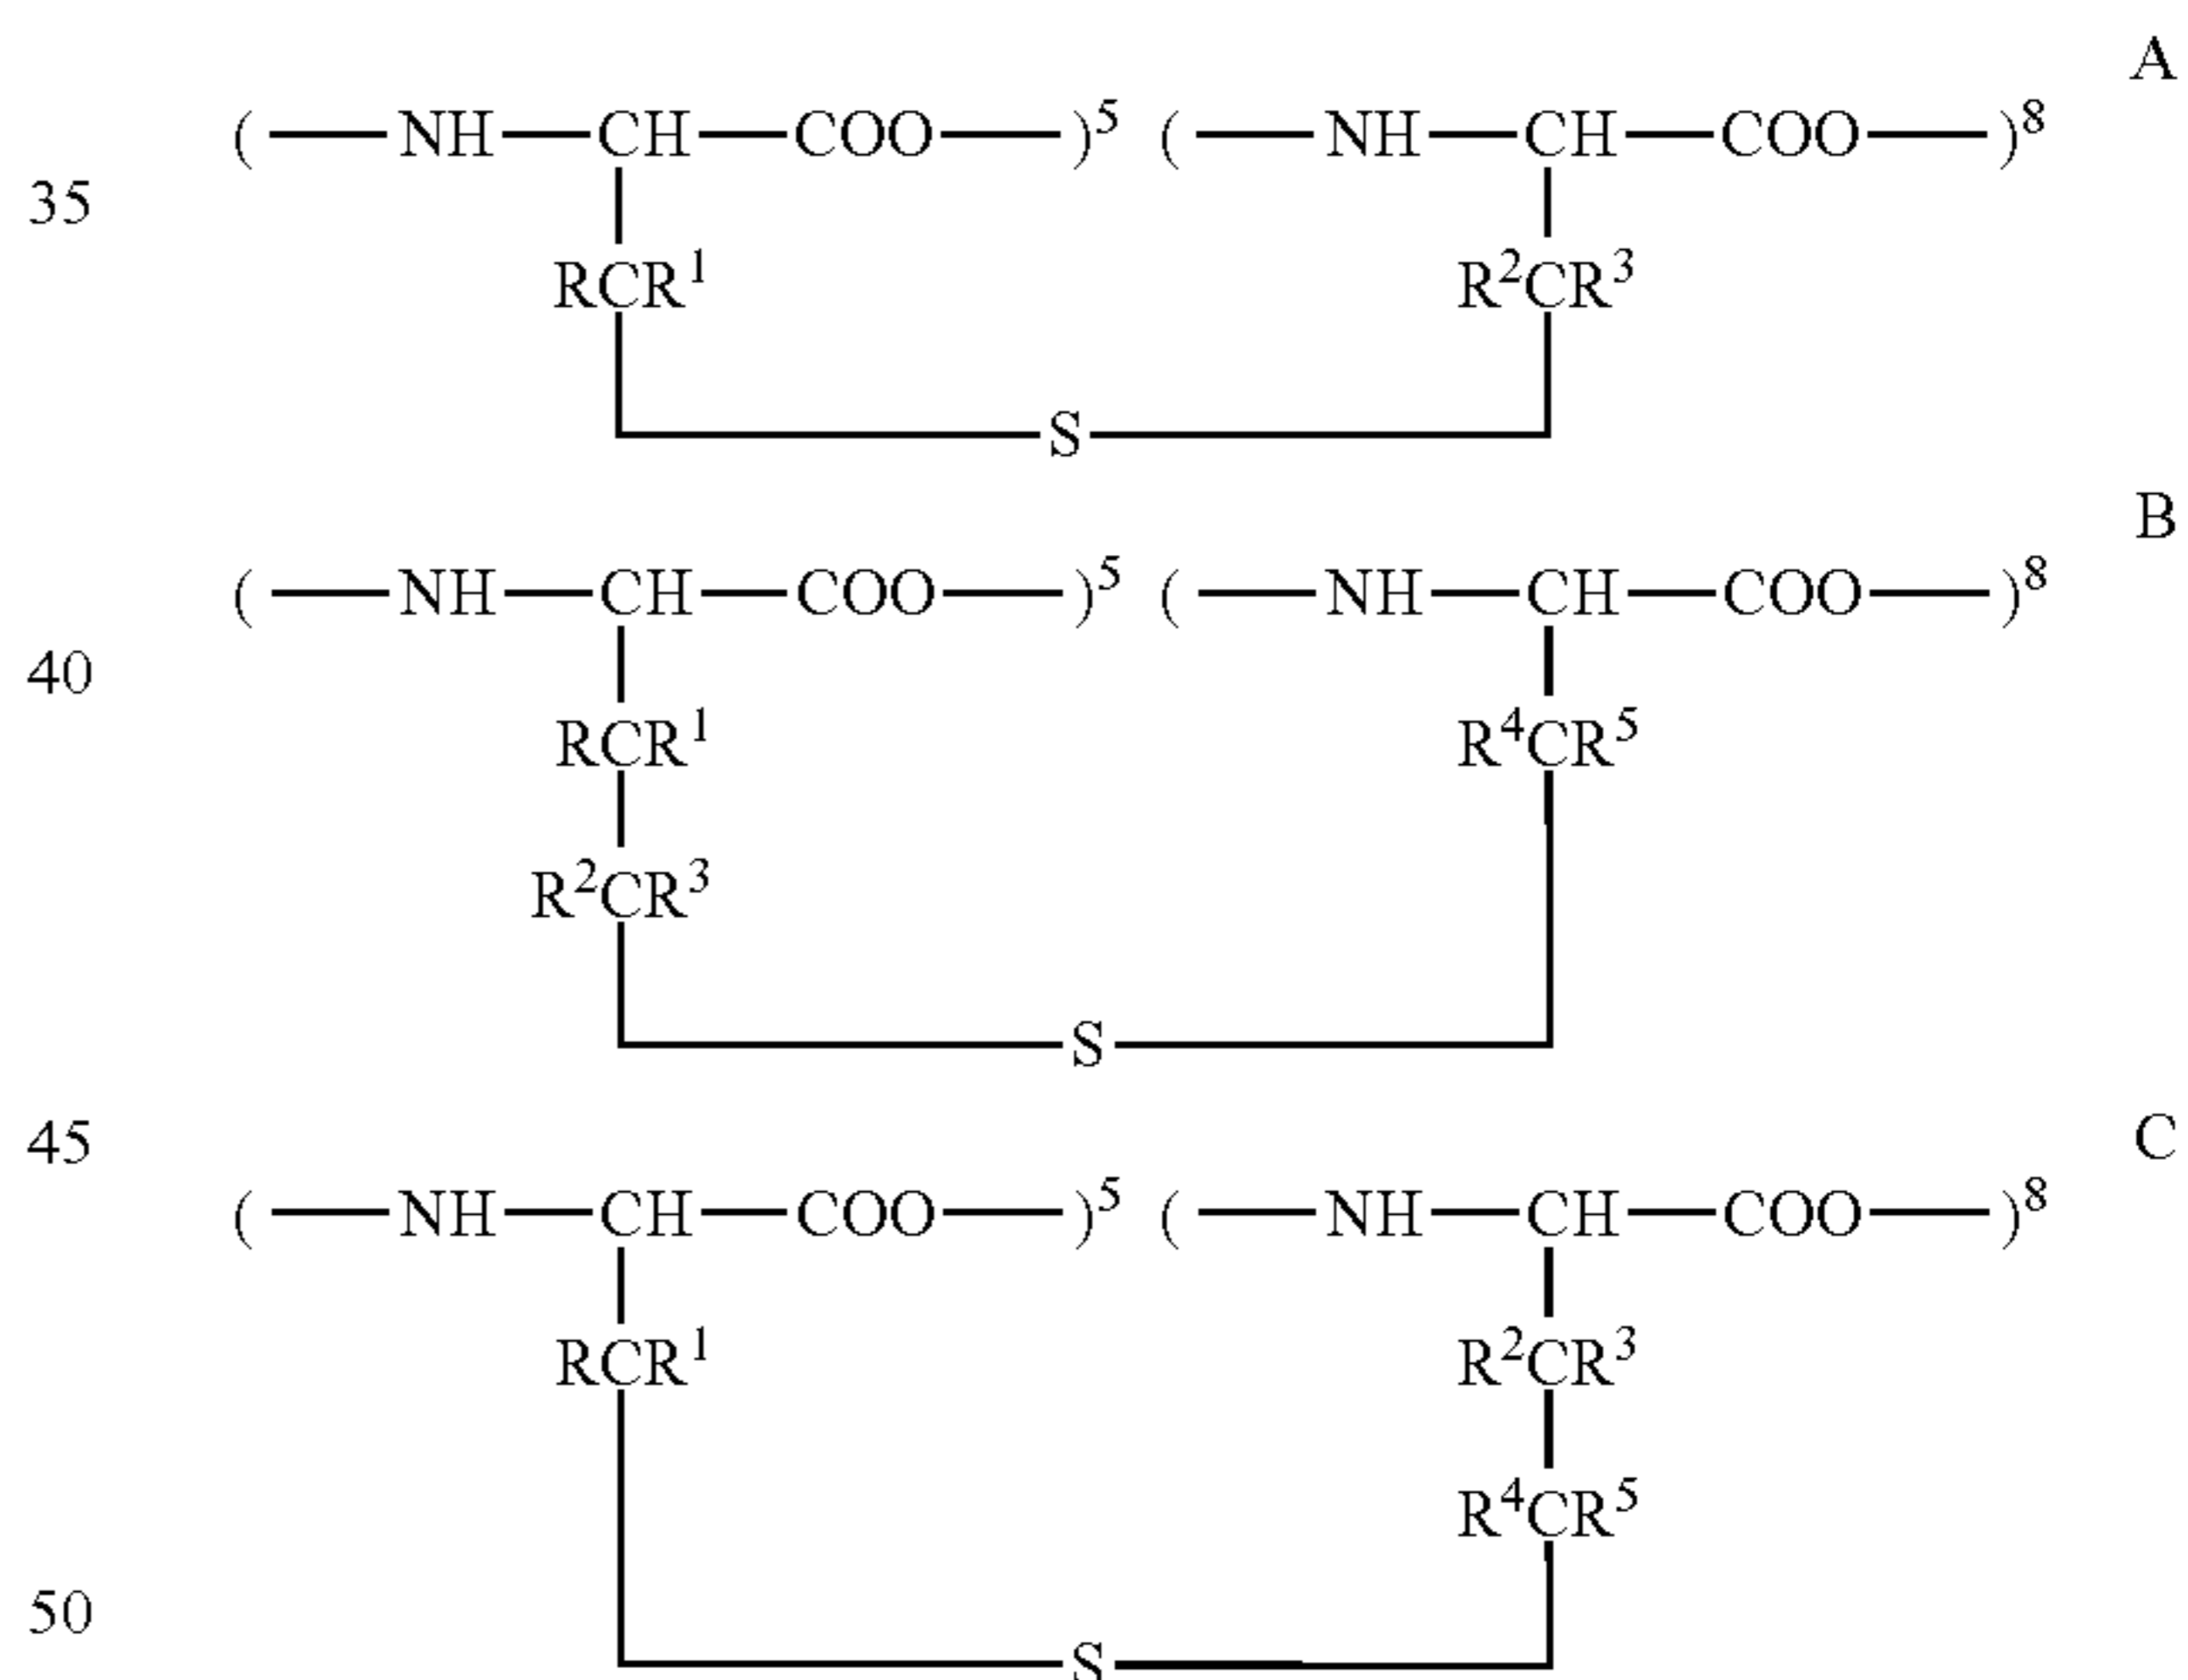 A
( — NH — CH — COO — )⁵ ( — NH — CH — COO — )⁸
35
RCR¹ R²CR³
S
B
( — NH — CH — COO — )⁵ ( — NH — CH — COO — )⁸
40
RCR¹ R⁴CR⁵
R²CR³
S
45 C
( — NH — CH — COO — )⁵ ( — NH — CH — COO — )⁸
RCR¹ R²CR³
R⁴CR⁵
50
S